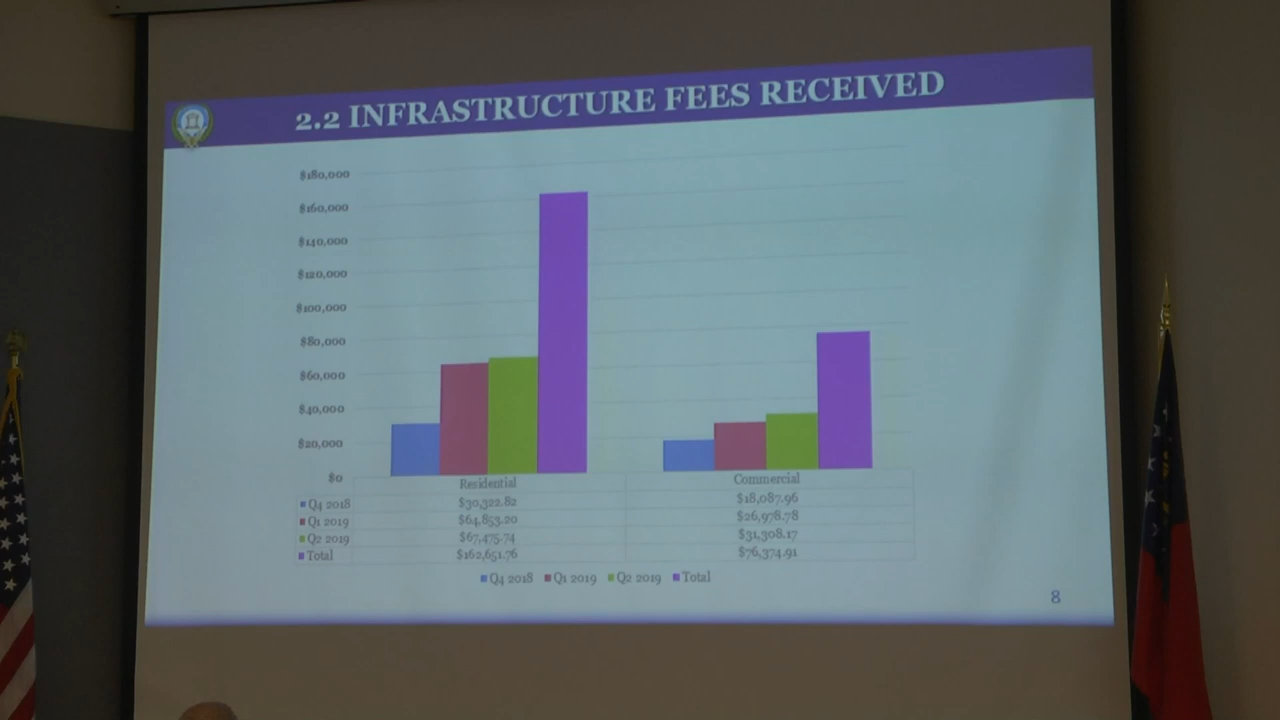 2.2 INFRASTRUCTURE FEES RECEIVED
$180,000
$160,000
$140,000
$120,000
$100,000
$80,000
$60,000
$40,000
$20,000
$0
Residential Commercial
Q4 2018 $30,322.82 $18,087.96
Q1 2019 $64,853.20 $26,978.78
Q2 2019 $67,475.74 $31,308.17
Total $162,651.76 $76,374.91
Q4 2018 Q1 2019 Q2 2019 Total
8